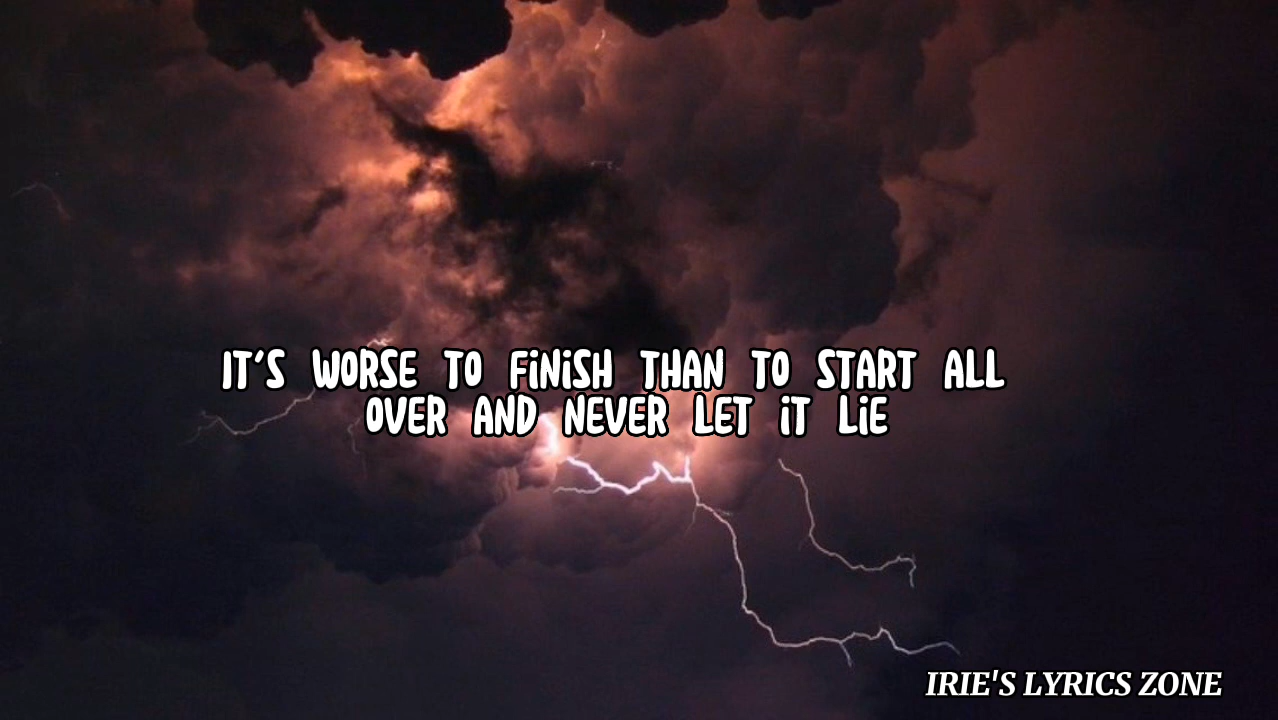 IT'S WORSE TO FiNiSH THAN TO START ALL
OVER AND NEVER LET iT LiE
IRIE'S LYRICS ZONE